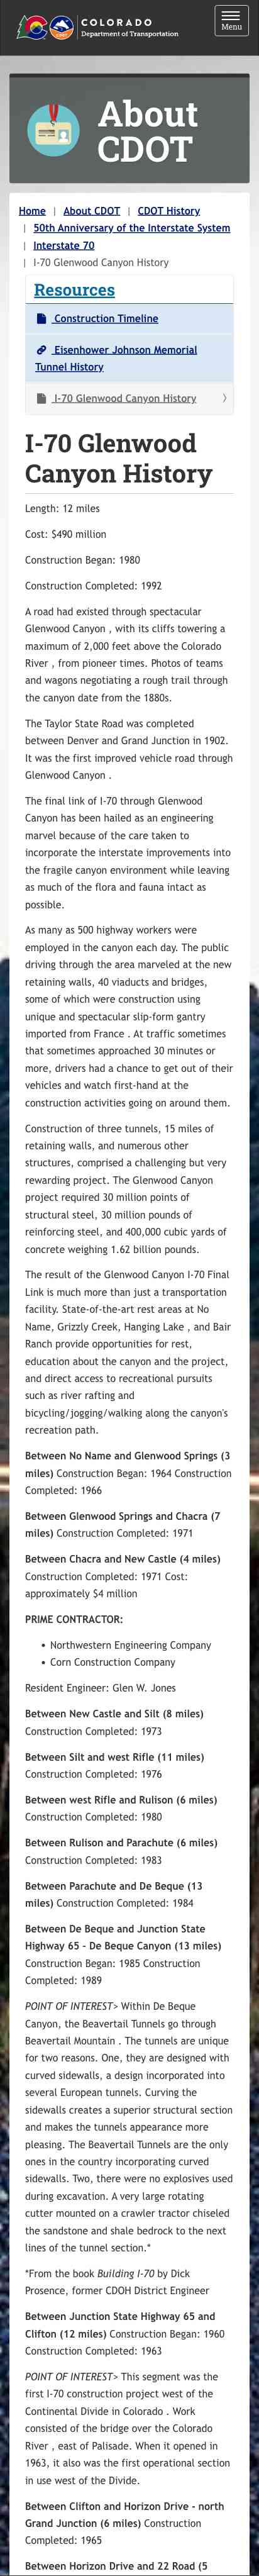 COLORADO
Department of Transportation
Menu
About
CDOT
Home | About CDOT | CDOT History
| 50th Anniversary of the Interstate System
| Interstate 70
| I-70 Glenwood Canyon History
Resources
Construction Timeline
Eisenhower Johnson Memorial
Tunnel History
I-70 Glenwood Canyon History
I-70 Glenwood
Canyon History
Length: 12 miles
Cost: $490 million
Construction Began: 1980
Construction Completed: 1992
A road had existed through spectacular
Glenwood Canyon , with its cliffs towering a
maximum of 2,000 feet above the Colorado
River , from pioneer times. Photos of teams
and wagons negotiating a rough trail through
the canyon date from the 1880s.
The Taylor State Road was completed
between Denver and Grand Junction in 1902.
It was the first improved vehicle road through
Glenwood Canyon .
The final link of I-70 through Glenwood
Canyon has been hailed as an engineering
marvel because of the care taken to
incorporate the interstate improvements into
the fragile canyon environment while leaving
as much of the flora and fauna intact as
possible.
As many as 500 highway workers were
employed in the canyon each day. The public
driving through the area marveled at the new
retaining walls, 40 viaducts and bridges,
some of which were construction using
unique and spectacular slip-form gantry
imported from France . At traffic sometimes
that sometimes approached 30 minutes or
more, drivers had a chance to get out of their
vehicles and watch first-hand at the
construction activities going on around them.
Construction of three tunnels, 15 miles of
retaining walls, and numerous other
structures, comprised a challenging but very
rewarding project. The Glenwood Canyon
project required 30 million points of
structural steel, 30 million pounds of
reinforcing steel, and 400,000 cubic yards of
concrete weighing 1.62 billion pounds.
The result of the Glenwood Canyon I-70 Final
Link is much more than just a transportation
facility. State-of-the-art rest areas at No
Name, Grizzly Creek, Hanging Lake , and Bair
Ranch provide opportunities for rest,
education about the canyon and the project,
and direct access to recreational pursuits
such as river rafting and
bicycling/jogging/walking along the canyon's
recreation path.
Between No Name and Glenwood Springs (3
miles) Construction Began: 1964 Construction
Completed: 1966
Between Glenwood Springs and Chacra (7
miles) Construction Completed: 1971
Between Chacra and New Castle (4 miles)
Construction Completed: 1971 Cost:
approximately $4 million
PRIME CONTRACTOR:
• Northwestern Engineering Company
• Corn Construction Company
Resident Engineer: Glen W. Jones
Between New Castle and Silt (8 miles)
Construction Completed: 1973
Between Silt and west Rifle (11 miles)
Construction Completed: 1976
Between west Rifle and Rulison (6 miles)
Construction Completed: 1980
Between Rulison and Parachute (6 miles)
Construction Completed: 1983
Between Parachute and De Beque (13
miles) Construction Completed: 1984
Between De Beque and Junction State
Highway 65 - De Beque Canyon (13 miles)
Construction Began: 1985 Construction
Completed: 1989
POINT OF INTEREST> Within De Beque
Canyon, the Beavertail Tunnels go through
Beavertail Mountain . The tunnels are unique
for two reasons. One, they are designed with
curved sidewalls, a design incorporated into
several European tunnels. Curving the
sidewalls creates a superior structural section
and makes the tunnels appearance more
pleasing. The Beavertail Tunnels are the only
ones in the country incorporating curved
sidewalls. Two, there were no explosives used
during excavation. A very large rotating
cutter mounted on a crawler tractor chiseled
the sandstone and shale bedrock to the next
lines of the tunnel section.*
*From the book Building I-70 by Dick
Prosence, former CDOH District Engineer
Between Junction State Highway 65 and
Clifton (12 miles) Construction Began: 1960
Construction Completed: 1963
POINT OF INTEREST> This segment was the
first I-70 construction project west of the
Continental Divide in Colorado . Work
consisted of the bridge over the Colorado
River , east of Palisade. When it opened in
1963, it also was the first operational section
in use west of the Divide.
Between Clifton and Horizon Drive - north
Grand Junction (6 miles) Construction
Completed: 1965
Between Horizon Drive and 22 Road (5